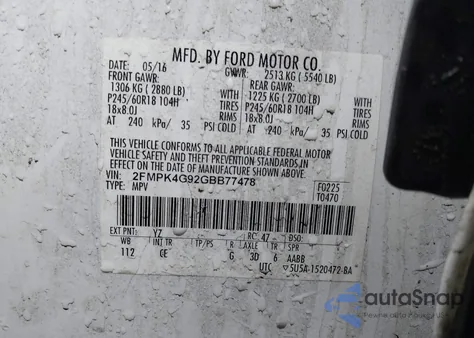 MFD. BY FORD MOTOR CO.
DATE: 05/16 GVWR: 2513 KG ( 5540 LB)
FRONT GAWR: REAR GAWR:
1306 KG ( 2880 LB) WITH 1225 KG ( 2700 LB) WITH
P245/60R18 104H TIRES P245/60R18 104H TIRES
18x8.0J RIMS 18x8.0J RIMS
AT 240 kPa/ 35 PSI COLD AT 240 kPa/ 35 PSI COLD
THIS VEHICLE CONFORMS TO ALL APPLICABLE FEDERAL MOTOR
VEHICLE SAFETY AND THEFT PREVENTION STANDARDS IN EFFECT
ON THE DATE OF MANUFACTURE SHOWN ABOVE.
VIN: 2FMPK4G92GBB77478 F0225
TYPE: MPV T0470
EXT PNT: YZ RC: 47 DSO:
WB INT TR TP/PS R AXLE TR SPR
112 CE G 3D 6 AABB
UTC 5U5A-1520472-BA
autoSnap